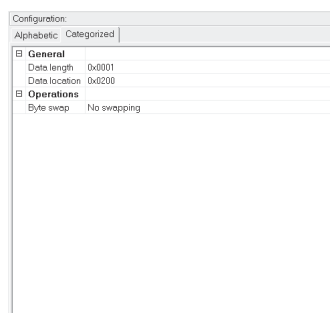 Configuration:
Alphabetic Categorized
General
Data length 0x0001
Data location 0x0200
Operations
Byte swap No swapping